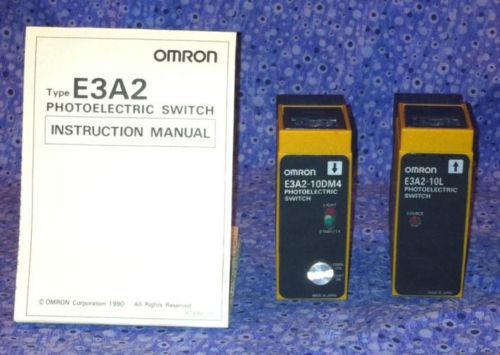 OMRON
Type E3A2
PHOTOELECTRIC SWITCH
INSTRUCTION MANUAL
© OMRON Corporation 1990 All Rights Reserved
OMRON
E3A2-10DM4
PHOTOELECTRIC
SWITCH
LIGHT
STABILITY
MADE IN JAPAN
OMRON
E3A2-10L
PHOTOELECTRIC
SWITCH
SOURCE
MADE IN JAPAN